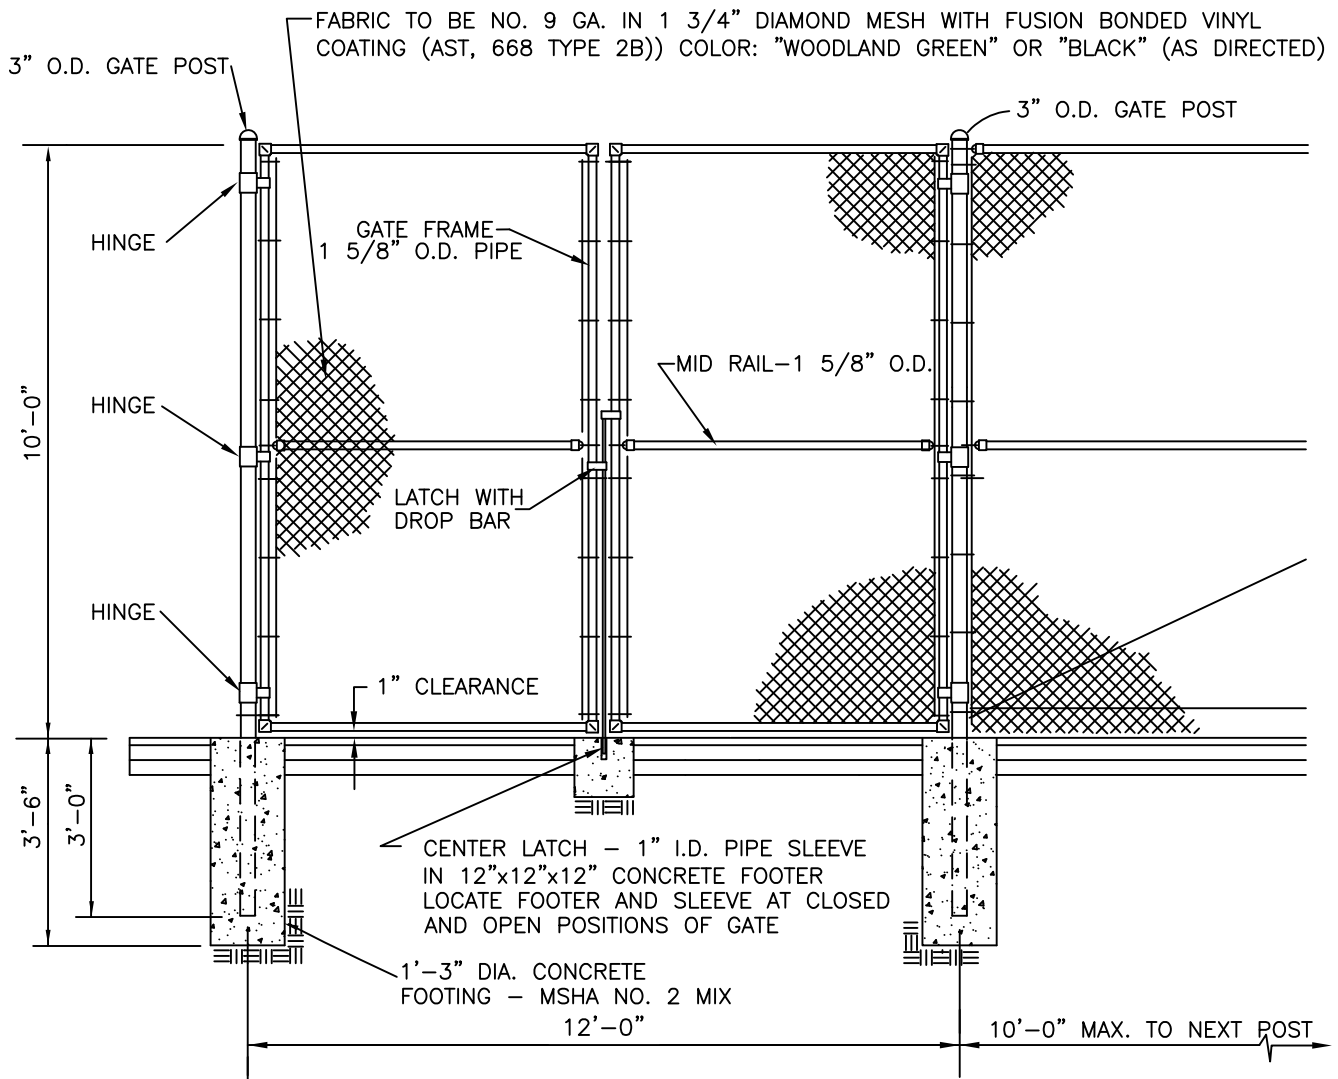 FABRIC TO BE NO. 9 GA. IN 1 3/4" DIAMOND MESH WITH FUSION BONDED VINYL
COATING (AST, 668 TYPE 2B)) COLOR: "WOODLAND GREEN" OR "BLACK" (AS DIRECTED)
3" O.D. GATE POST
3" O.D. GATE POST
HINGE
GATE FRAME
1 5/8" O.D. PIPE
MID RAIL-1 5/8" O.D.
10'-0"
HINGE
LATCH WITH
DROP BAR
HINGE
1" CLEARANCE
3'-6"
3'-0"
CENTER LATCH - 1" I.D. PIPE SLEEVE
IN 12"x12"x12" CONCRETE FOOTER
LOCATE FOOTER AND SLEEVE AT CLOSED
AND OPEN POSITIONS OF GATE
1'-3" DIA. CONCRETE
FOOTING - MSHA NO. 2 MIX
12'-0"
10'-0" MAX. TO NEXT POST